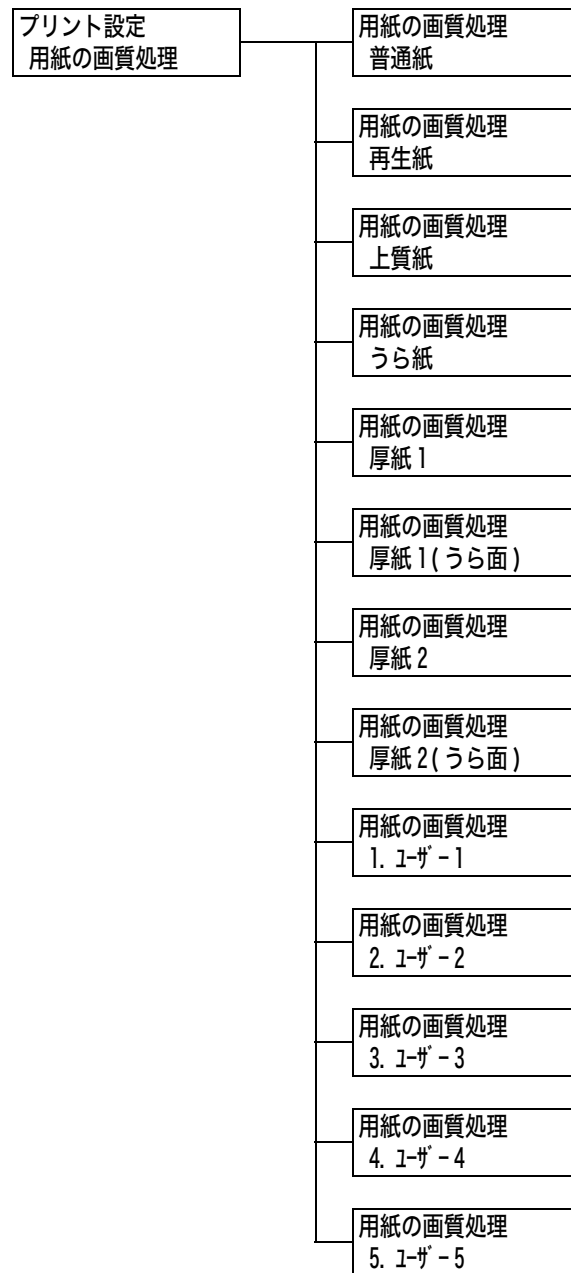 プリント設定
用紙の画質処理
用紙の画質処理
普通紙
用紙の画質処理
再生紙
用紙の画質処理
上質紙
用紙の画質処理
うら紙
用紙の画質処理
厚紙1
用紙の画質処理
厚紙1(うら面)
用紙の画質処理
厚紙2
用紙の画質処理
厚紙2(うら面)
用紙の画質処理
1. ﾕｰｻﾞｰ1
用紙の画質処理
2. ﾕｰｻﾞｰ2
用紙の画質処理
3. ﾕｰｻﾞｰ3
用紙の画質処理
4. ﾕｰｻﾞｰ4
用紙の画質処理
5. ﾕｰｻﾞｰ5